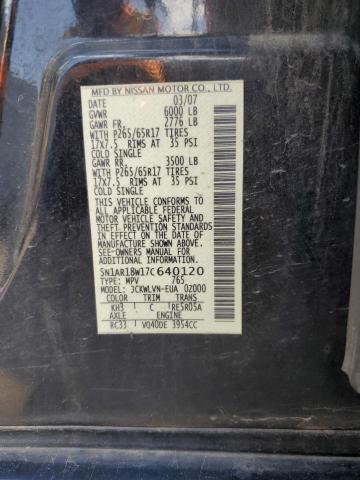 MFD BY NISSAN MOTOR CO., LTD.
DATE 03/07
GVWR 6000 LB
GAWR FR. 2776 LB
WITH P265/65R17 TIRES
17X7.5 RIMS AT 35 PSI
COLD SINGLE
GAWR RR. 3500 LB
WITH P265/65R17 TIRES
17X7.5 RIMS AT 35 PSI
COLD SINGLE
THIS VEHICLE CONFORMS TO ALL
APPLICABLE FEDERAL MOTOR
VEHICLE SAFETY AND THEFT
PREVENTION STANDARDS IN
EFFECT ON THE DATE OF
MANUFACTURE SHOWN ABOVE.
SEE OWNERS MANUAL FOR
ADDITIONAL INFORMATION.
5N1AR18W17C640120
TYPE: MPV 765
MODEL: JCKWLVN-EUA 02000
COLOR TRIM TRANS
KH3 C RE5R05A
AXLE ENGINE
RC33 VQ40DE 3954CC